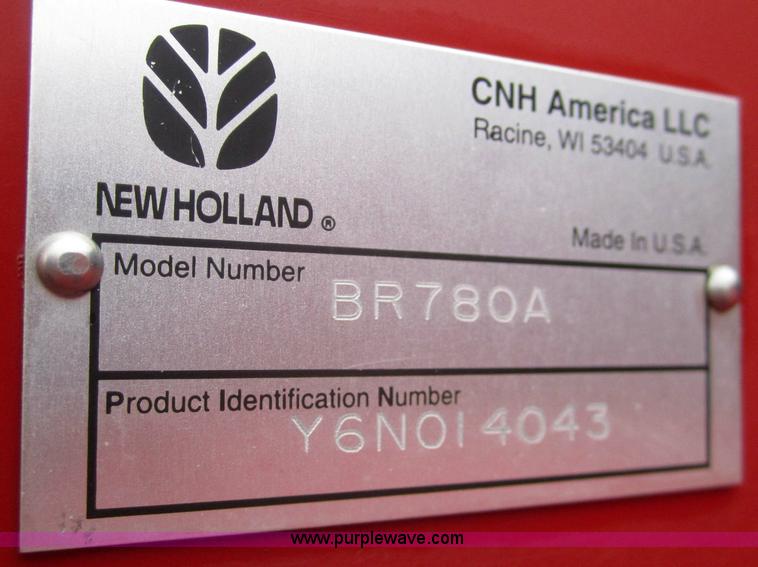 CNH America LLC
Racine, WI 53404 U.S.A.
NEW HOLLAND ®
Made In U.S.A.
Model Number
BR780A
Product Identification Number
Y6N014043
www.purplewave.com